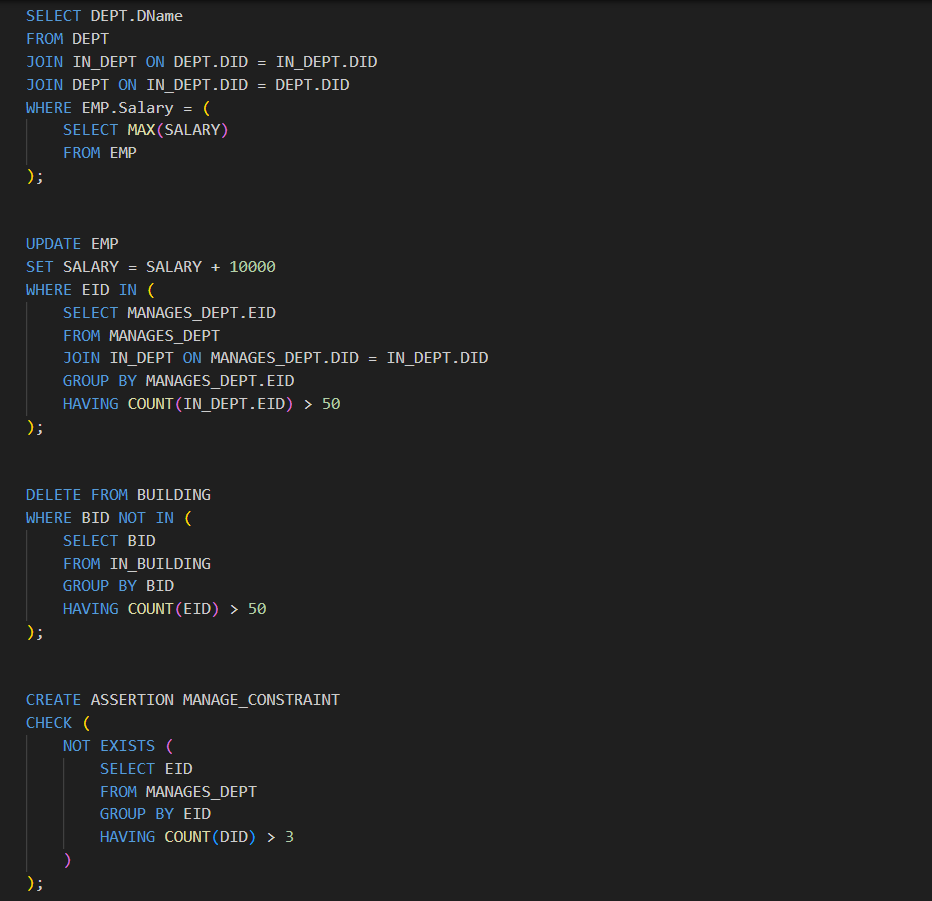 SELECT DEPT.DName
FROM DEPT
JOIN IN_DEPT ON DEPT.DID = IN_DEPT.DID
JOIN DEPT ON IN_DEPT.DID = DEPT.DID
WHERE EMP.Salary = (
    SELECT MAX(SALARY)
    FROM EMP
);
UPDATE EMP
SET SALARY = SALARY + 10000
WHERE EID IN (
    SELECT MANAGES_DEPT.EID
    FROM MANAGES_DEPT
    JOIN IN_DEPT ON MANAGES_DEPT.DID = IN_DEPT.DID
    GROUP BY MANAGES_DEPT.EID
    HAVING COUNT(IN_DEPT.EID) > 50
);
DELETE FROM BUILDING
WHERE BID NOT IN (
    SELECT BID
    FROM IN_BUILDING
    GROUP BY BID
    HAVING COUNT(EID) > 50
);
CREATE ASSERTION MANAGE_CONSTRAINT
CHECK (
    NOT EXISTS (
        SELECT EID
        FROM MANAGES_DEPT
        GROUP BY EID
        HAVING COUNT(DID) > 3
    )
);